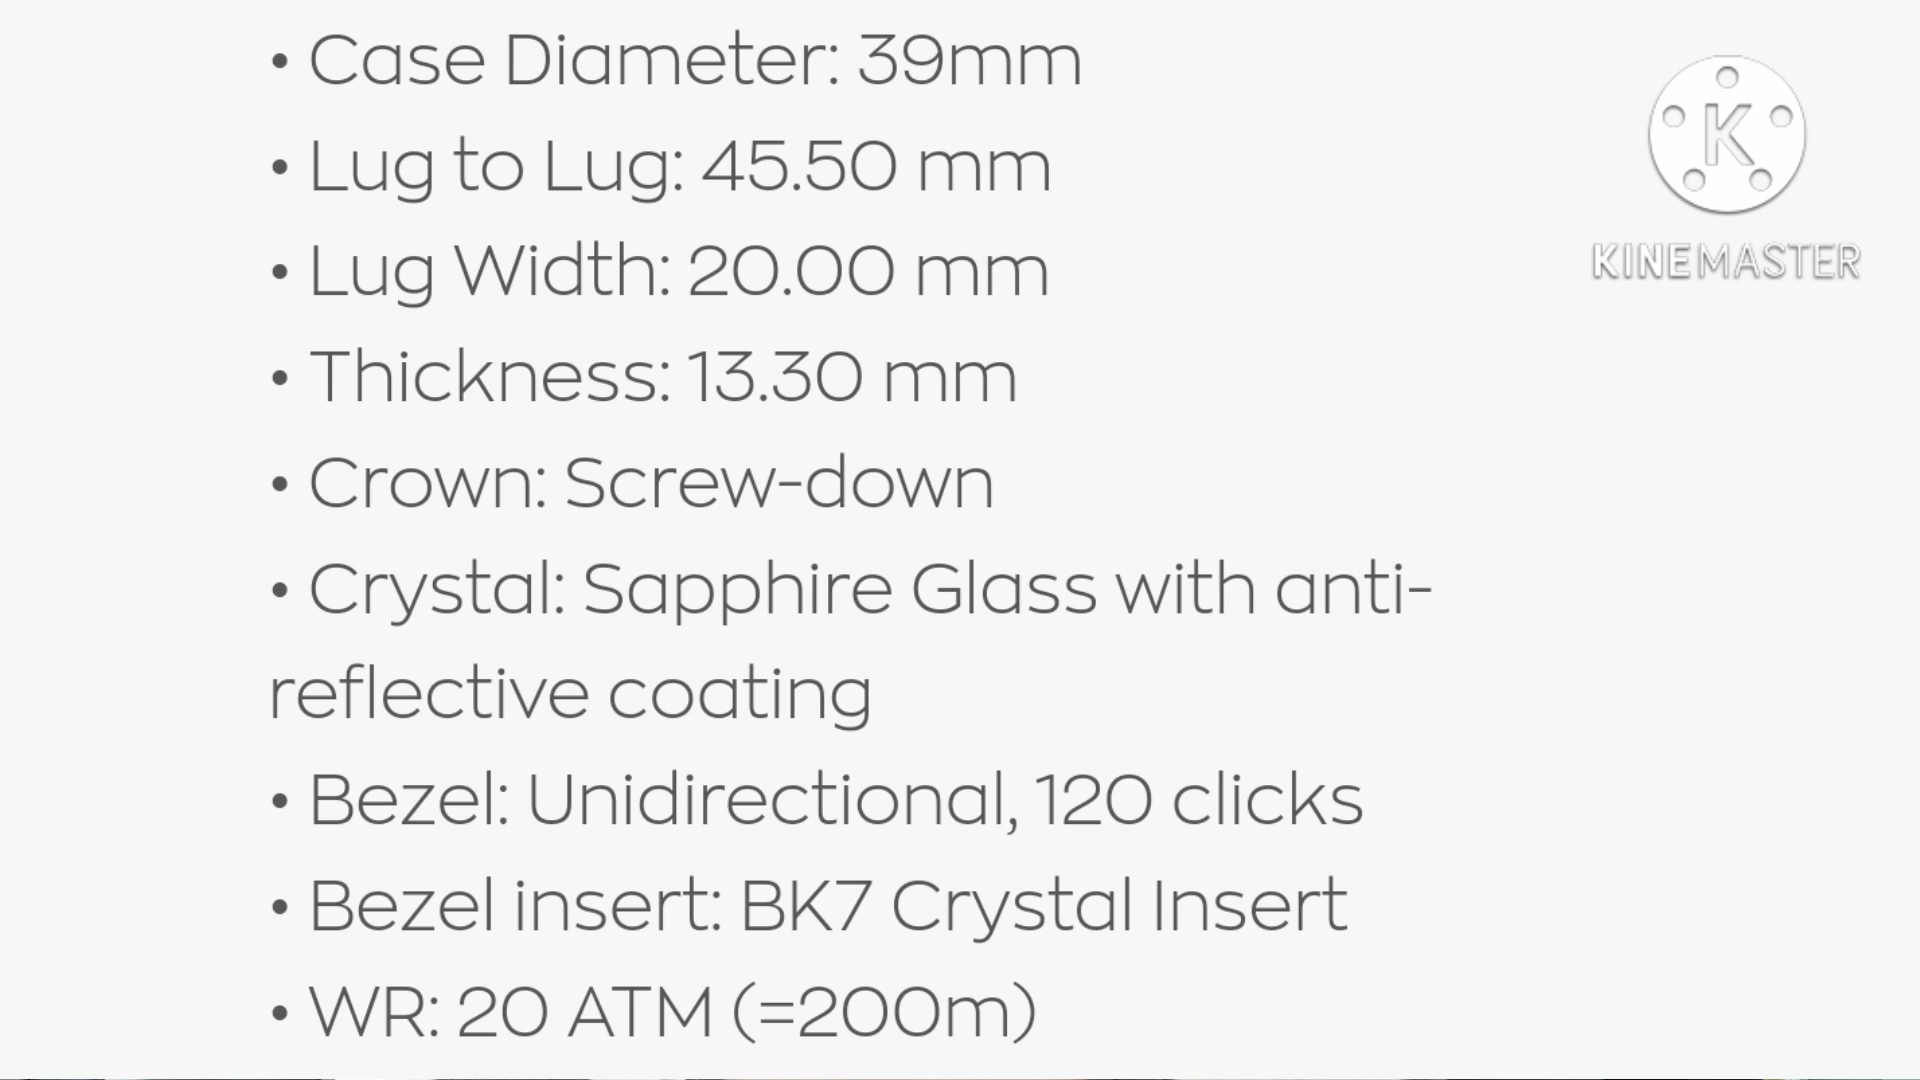 • Case Diameter: 39mm
• Lug to Lug: 45.50 mm
• Lug Width: 20.00 mm
• Thickness: 13.30 mm
• Crown: Screw-down
• Crystal: Sapphire Glass with anti-
reflective coating
• Bezel: Unidirectional, 120 clicks
• Bezel insert: BK7 Crystal Insert
• WR: 20 ATM (=200m)
K
KINEMASTER